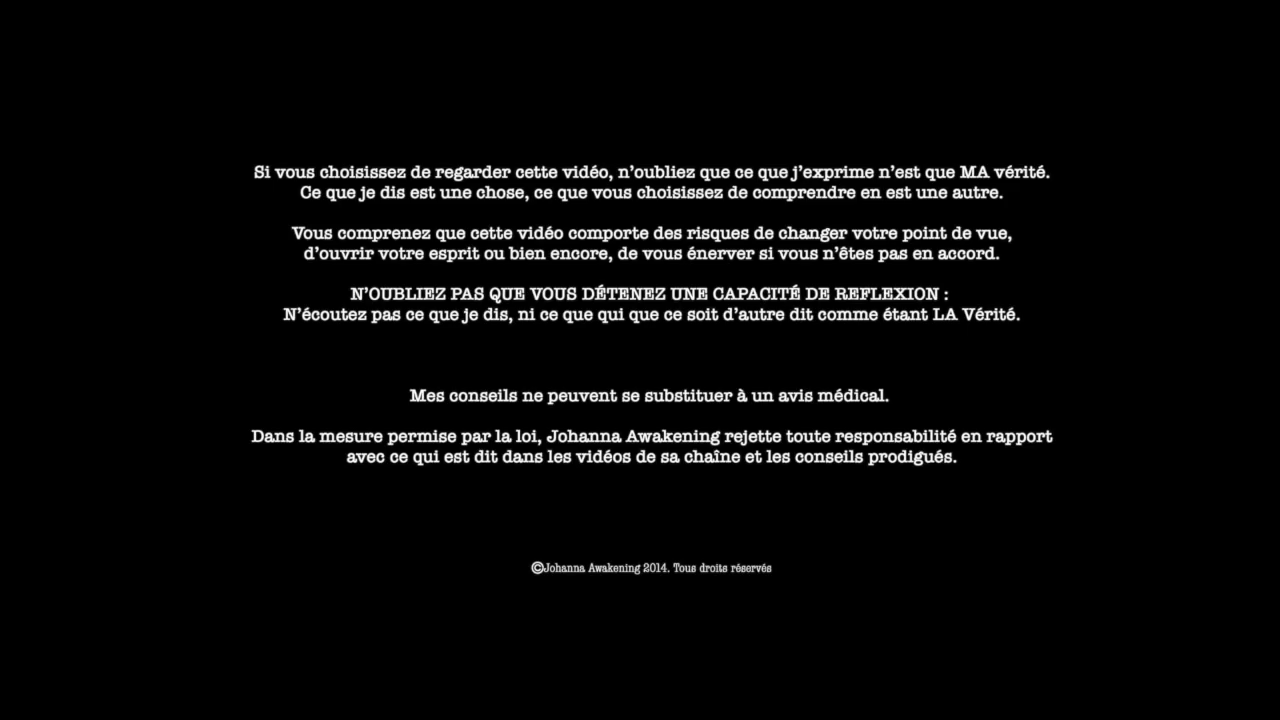 Si vous choisissez de regarder cette vidéo, n'oubliez que ce que j'exprime n'est que MA vérité.
Ce que je dis est une chose, ce que vous choisissez de comprendre en est une autre.
Vous comprenez que cette vidéo comporte des risques de changer votre point de vue,
d'ouvrir votre esprit ou bien encore, de vous énerver si vous n'êtes pas en accord.
N'OUBLIEZ PAS QUE VOUS DÉTENEZ UNE CAPACITÉ DE REFLEXION :
N'écoutez pas ce que je dis, ni ce que qui que ce soit d'autre dit comme étant LA Vérité.
Mes conseils ne peuvent se substituer à un avis médical.
Dans la mesure permise par la loi, Johanna Awakening rejette toute responsabilité en rapport
avec ce qui est dit dans les vidéos de sa chaîne et les conseils prodigués.
©Johanna Awakening 2014. Tous droits réservés